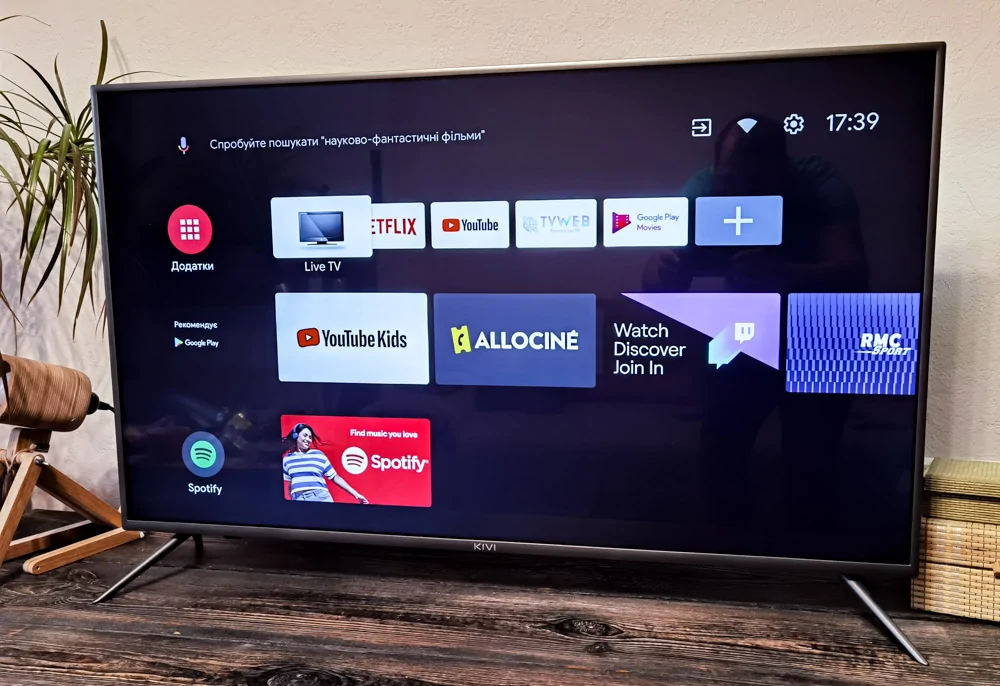 Спробуйте пошукати "науково-фантастичні фільми"
17:39
Додатки
ETFLIX
YouTube
TVWEB
Google Play
Movies
Live TV
Рекомендує
Google Play
YouTube Kids
ALLOCINÉ
Watch
Discover
Join In
RMC
SPORT
Spotify
Find music you love
Spotify
KIVI